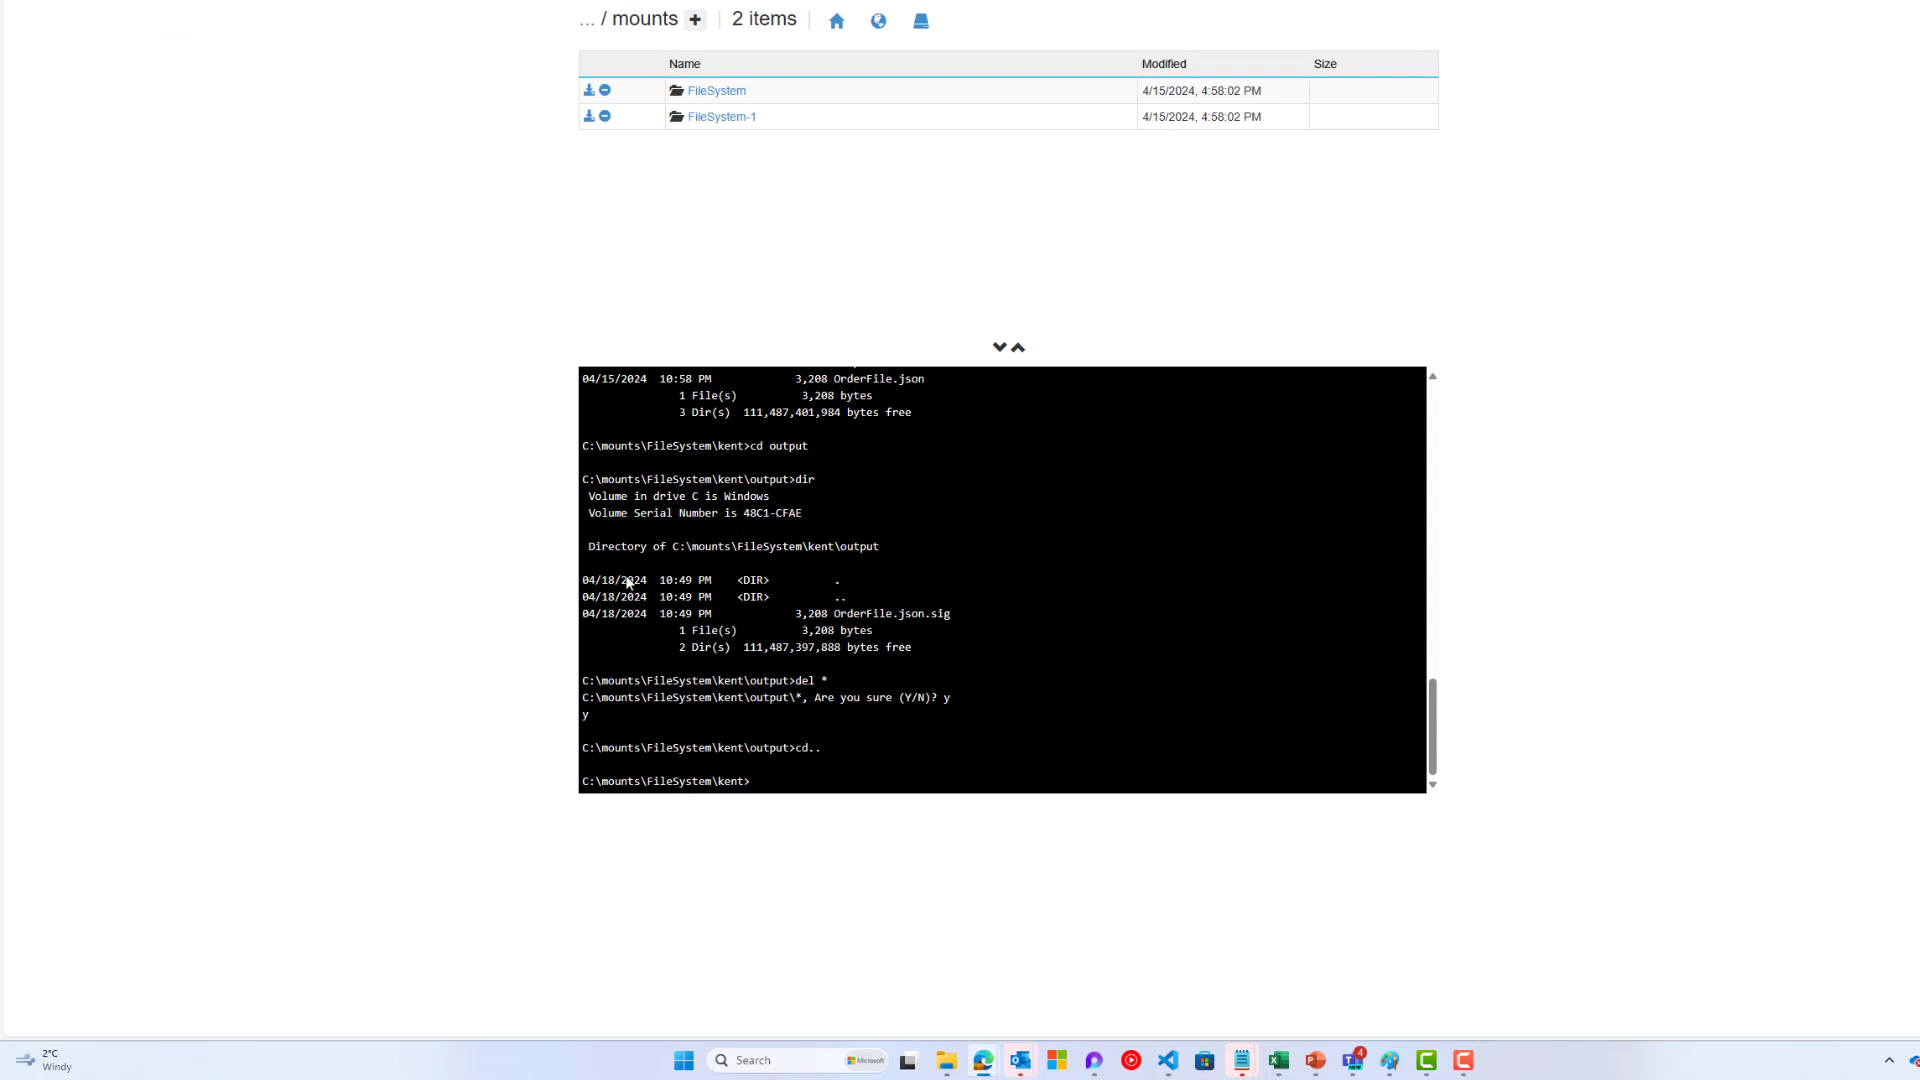 ... / mounts 2 items
Name Modified Size
FileSystem 4/15/2024, 4:58:02 PM
FileSystem-1 4/15/2024, 4:58:02 PM
04/15/2024 10:58 PM 3,208 OrderFile.json
1 File(s) 3,208 bytes
3 Dir(s) 111,487,401,984 bytes free
C:\mounts\FileSystem\kent>cd output
C:\mounts\FileSystem\kent\output>dir
Volume in drive C is Windows
Volume Serial Number is 48C1-CFAE
Directory of C:\mounts\FileSystem\kent\output
04/18/2024 10:49 PM <DIR> .
04/18/2024 10:49 PM <DIR> ..
04/18/2024 10:49 PM 3,208 OrderFile.json.sig
1 File(s) 3,208 bytes
2 Dir(s) 111,487,397,888 bytes free
C:\mounts\FileSystem\kent\output>del *
C:\mounts\FileSystem\kent\output\*, Are you sure (Y/N)? y
y
C:\mounts\FileSystem\kent\output>cd..
C:\mounts\FileSystem\kent>
2°C
Windy
Search
Microsoft
4
NEW